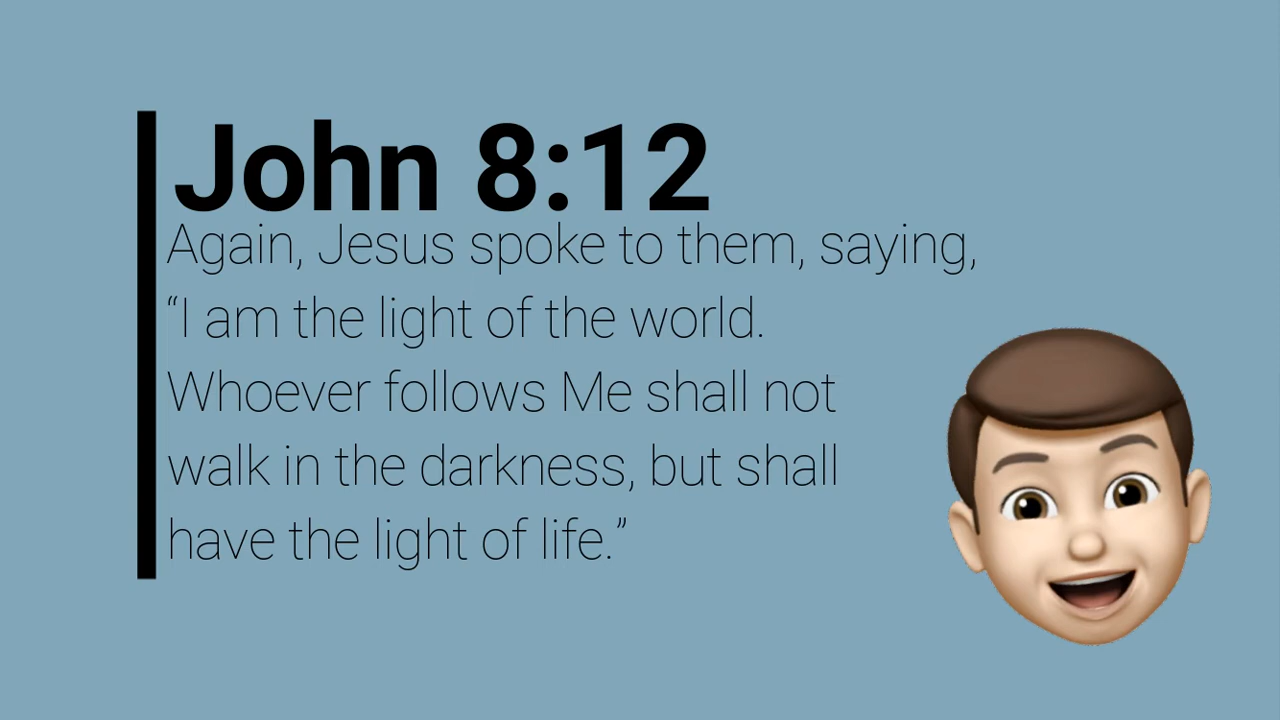 John 8:12
Again, Jesus spoke to them, saying,
“I am the light of the world.
Whoever follows Me shall not
walk in the darkness, but shall
have the light of life.”